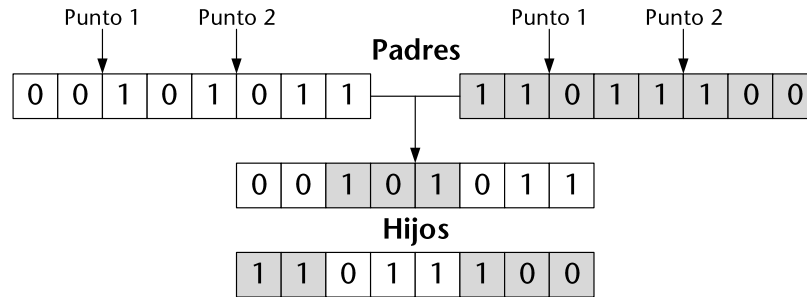 Punto 1 Punto 2 Punto 1 Punto 2
Padres
0 0 1 0 1 0 1 1 1 1 0 1 1 1 0 0
0 0 1 0 1 0 1 1
Hijos
1 1 0 1 1 1 0 0